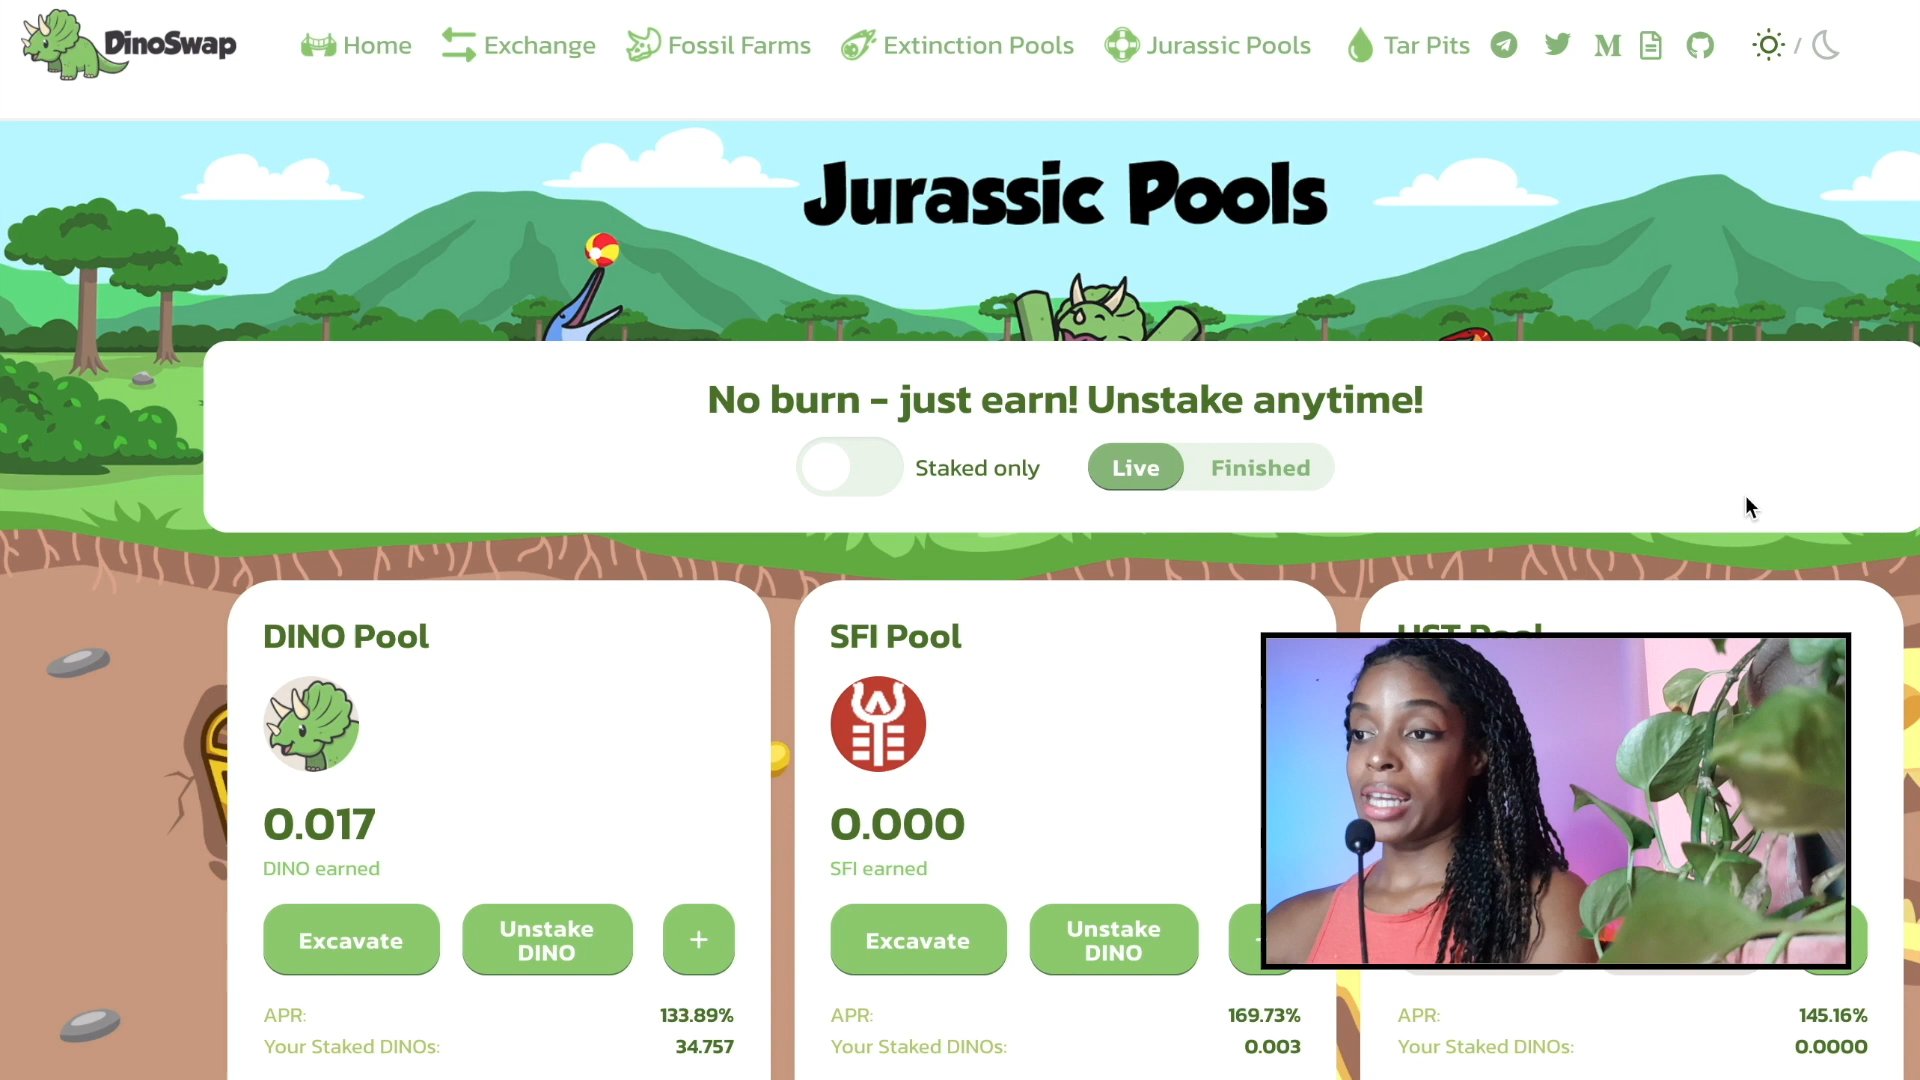 DinoSwap
Home
Exchange
Fossil Farms
Extinction Pools
Jurassic Pools
Tar Pits
M
/
Jurassic Pools
No burn - just earn! Unstake anytime!
Staked only
Live
Finished
DINO Pool
0.017
DINO earned
Excavate
Unstake
DINO
+
APR:
133.89%
Your Staked DINOs:
34.757
SFI Pool
0.000
SFI earned
Excavate
Unstake
DINO
APR:
169.73%
Your Staked DINOs:
0.003
APR:
145.16%
Your Staked DINOs:
0.0000